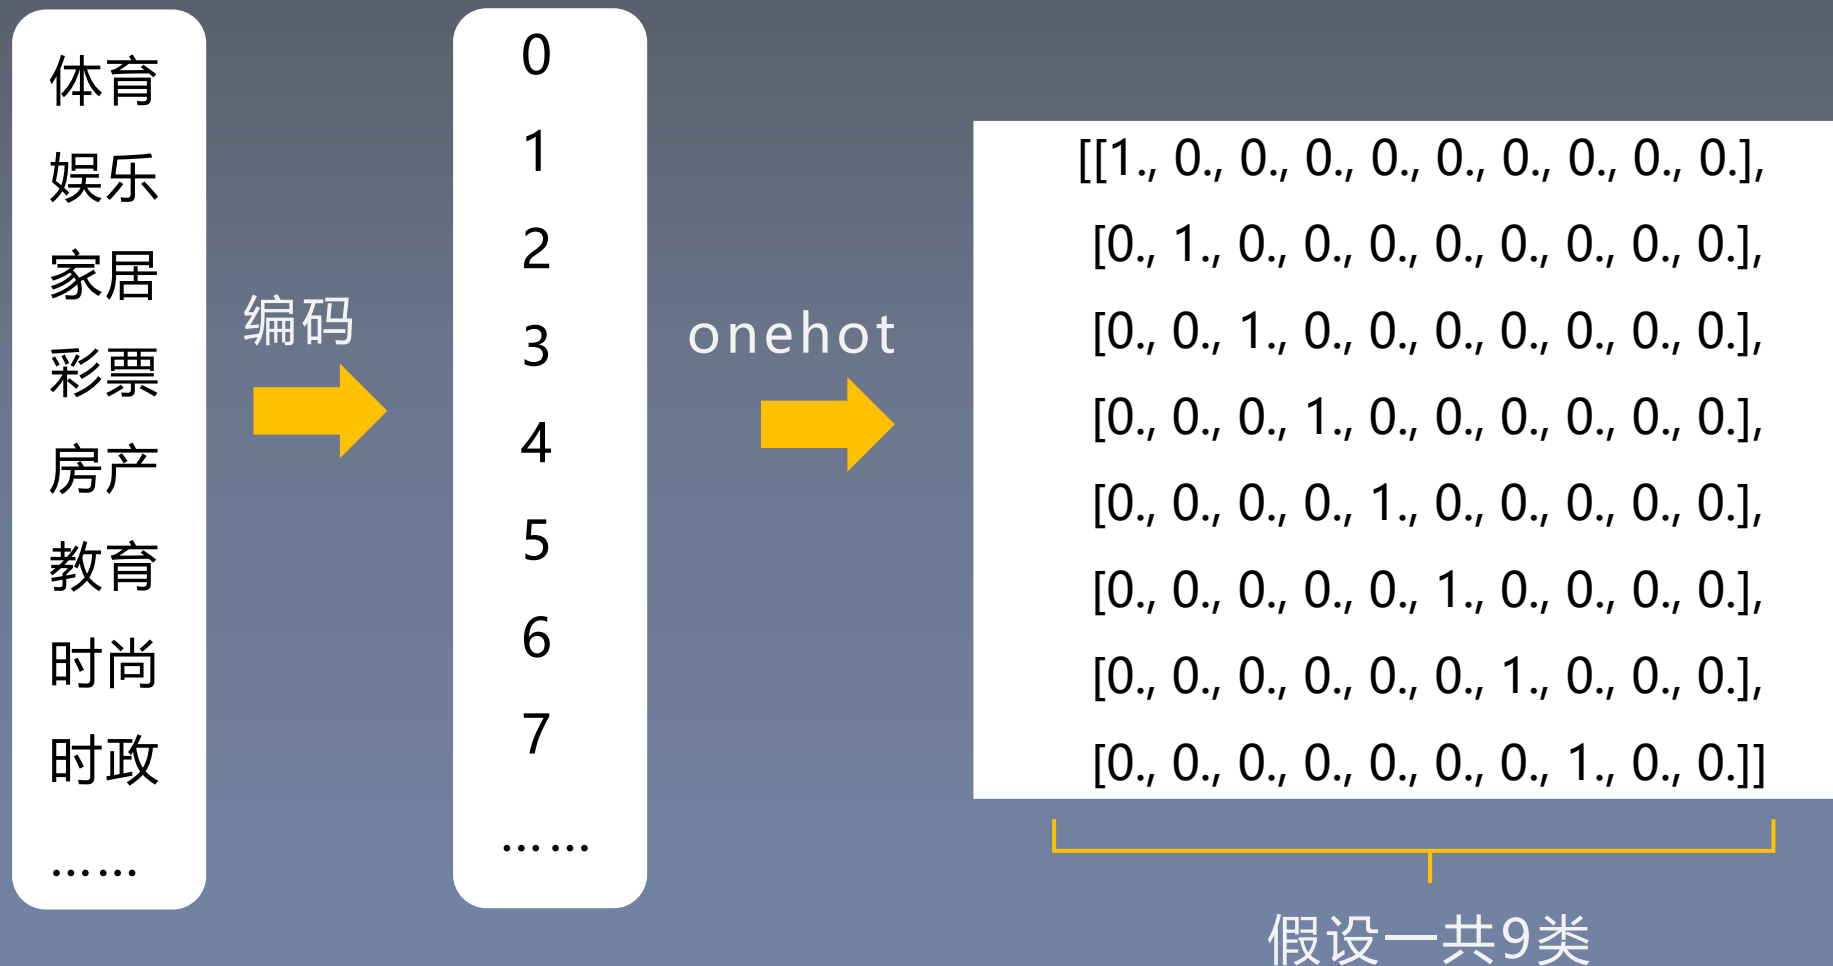 体育
娱乐
家居
彩票
房产
教育
时尚
时政
……
编码
0
1
2
3
4
5
6
7
……
onehot
[[1., 0., 0., 0., 0., 0., 0., 0., 0., 0.],
[0., 1., 0., 0., 0., 0., 0., 0., 0., 0.],
[0., 0., 1., 0., 0., 0., 0., 0., 0., 0.],
[0., 0., 0., 1., 0., 0., 0., 0., 0., 0.],
[0., 0., 0., 0., 1., 0., 0., 0., 0., 0.],
[0., 0., 0., 0., 0., 1., 0., 0., 0., 0.],
[0., 0., 0., 0., 0., 0., 1., 0., 0., 0.],
[0., 0., 0., 0., 0., 0., 0., 1., 0., 0.]]
假设一共9类